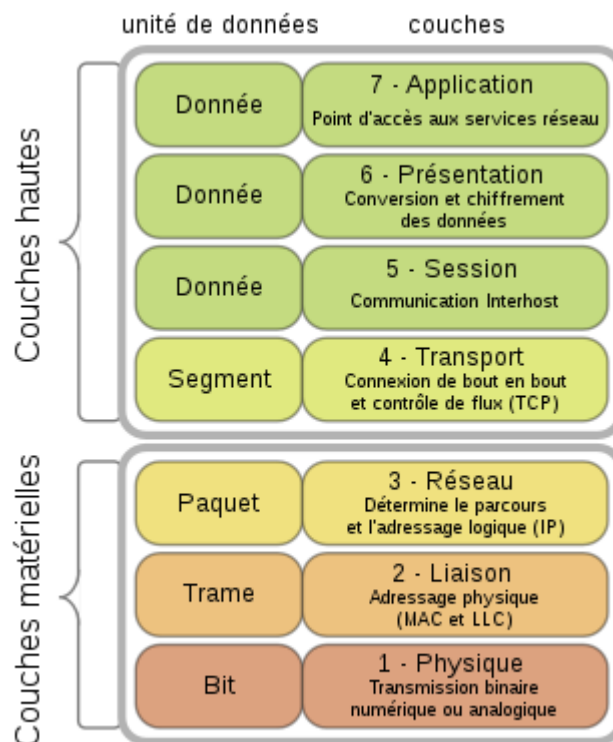 unité de données couches
Couches hautes
Donnée
7 - Application
Point d'accès aux services réseau
Donnée
6 - Présentation
Conversion et chiffrement
des données
Donnée
5 - Session
Communication Interhost
Segment
4 - Transport
Connexion de bout en bout
et contrôle de flux (TCP)
Couches matérielles
Paquet
3 - Réseau
Détermine le parcours
et l'adressage logique (IP)
Trame
2 - Liaison
Adressage physique
(MAC et LLC)
Bit
1 - Physique
Transmission binaire
numérique ou analogique